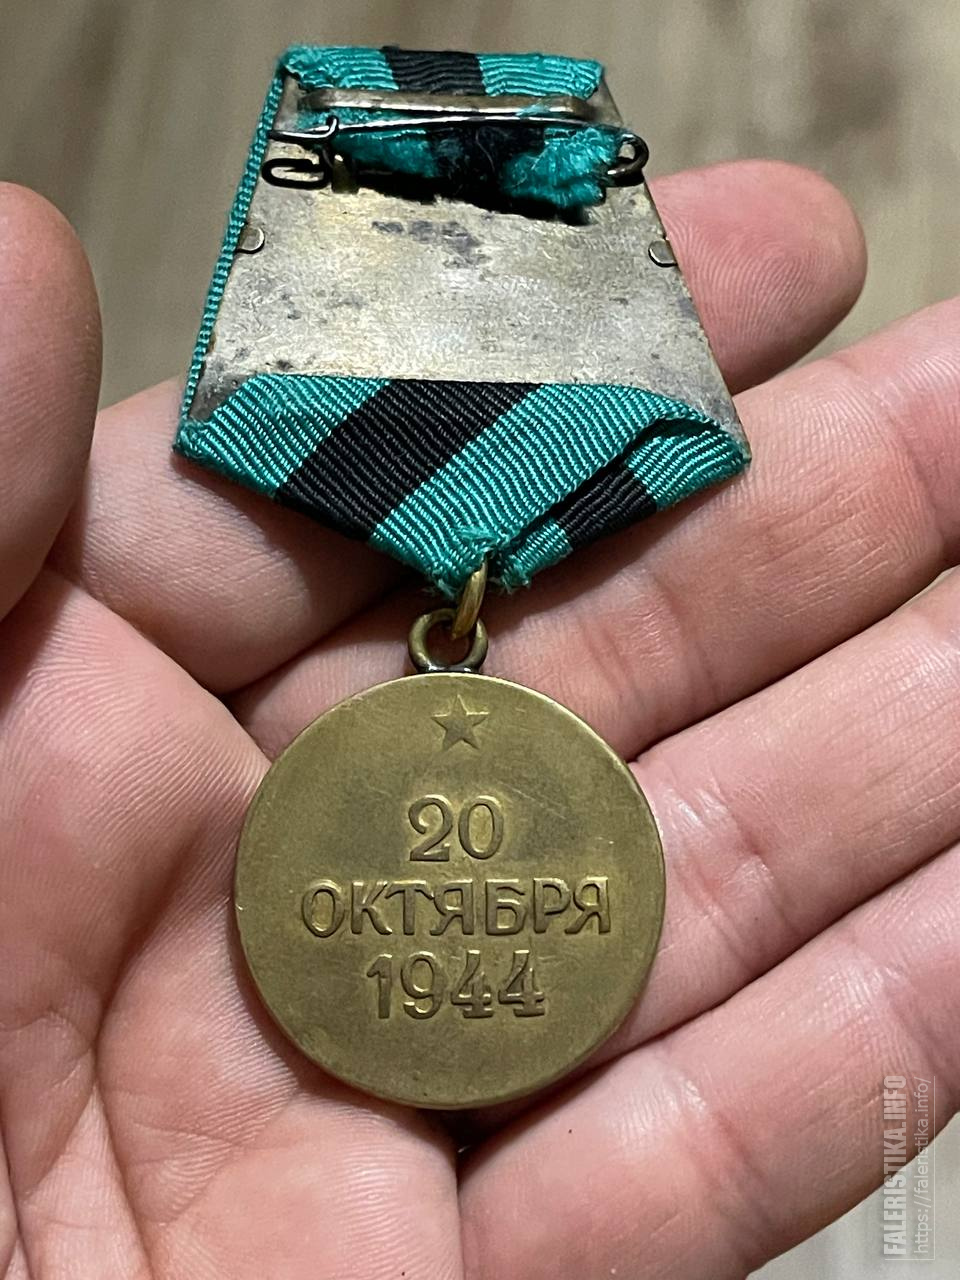 20
ОКТЯБРЯ
1944
FALERISTIKA.INFO
https://faleristika.info/